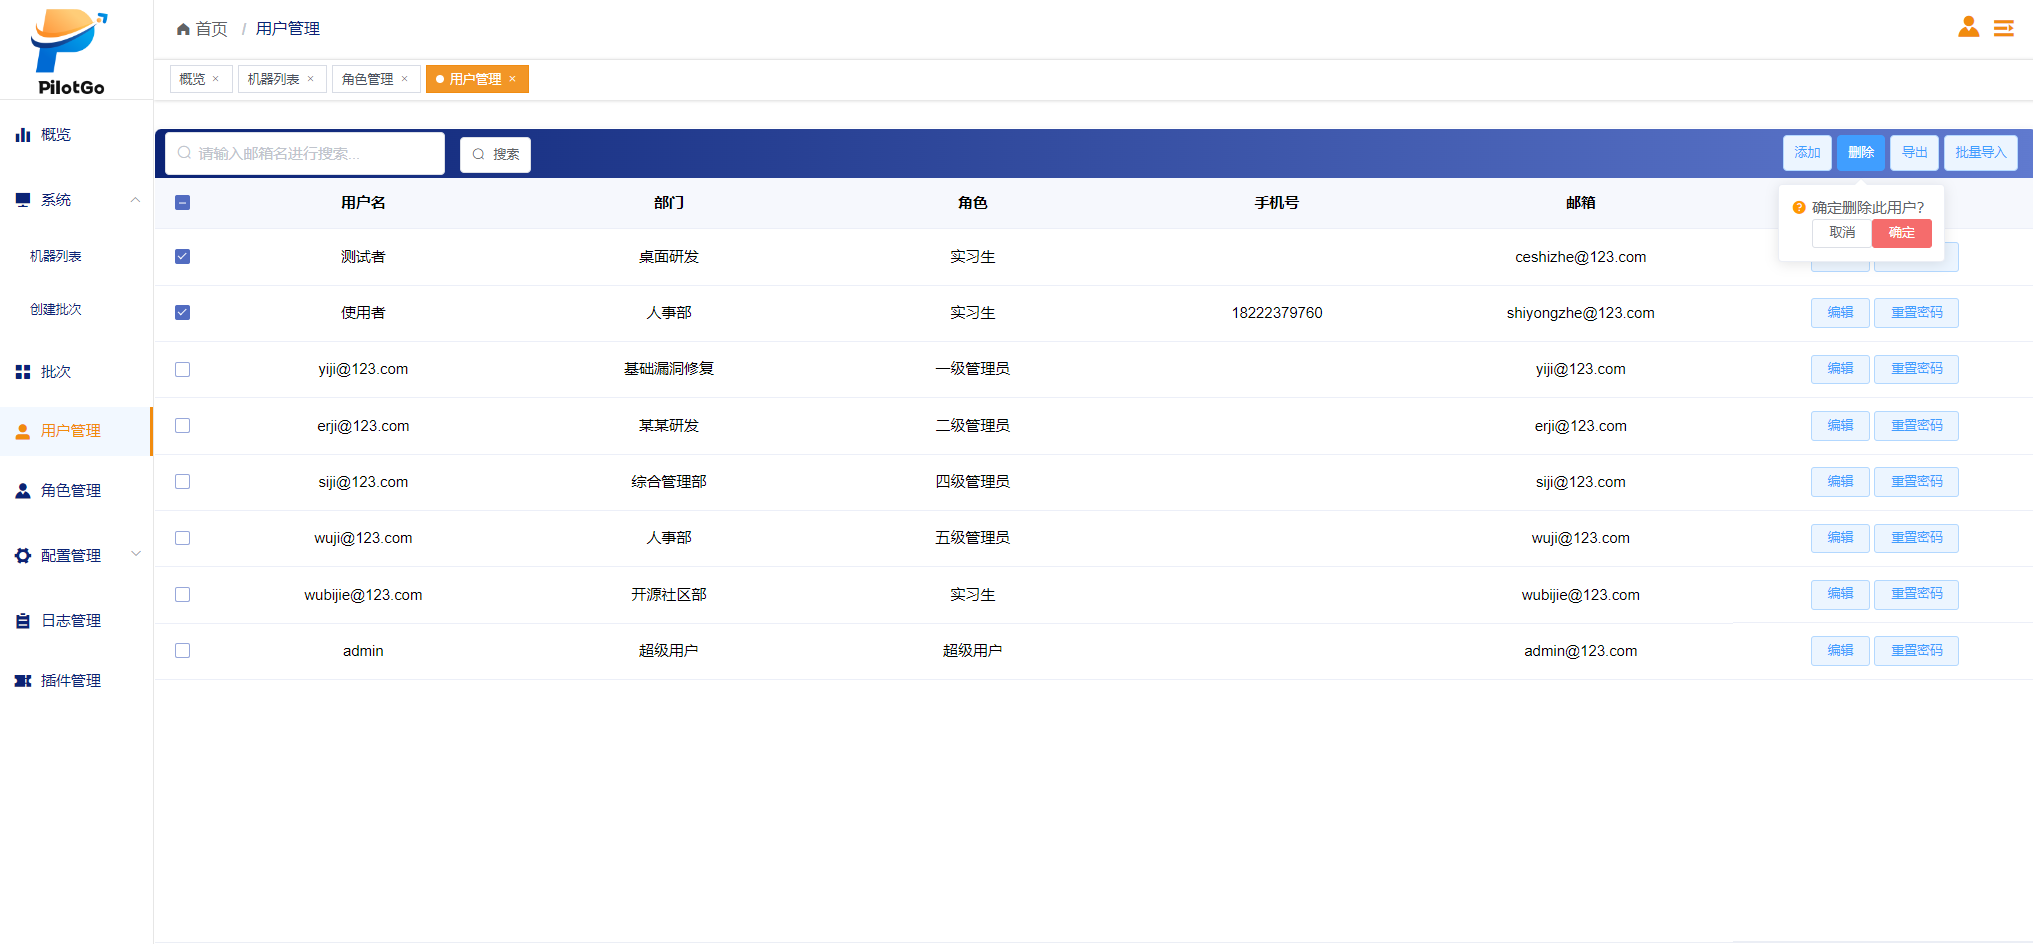 PilotGo
首页 / 用户管理
概览 × 机器列表 × 角色管理 × 用户管理 ×
概览
系统
机器列表
创建批次
批次
用户管理
角色管理
配置管理
日志管理
插件管理
请输入邮箱名进行搜索... 搜索 添加 删除 导出 批量导入
确定删除此用户?
取消 确定
用户名 部门 角色 手机号 邮箱
测试者 桌面研发 实习生 ceshizhe@123.com
使用者 人事部 实习生 18222379760 shiyongzhe@123.com 编辑 重置密码
yiji@123.com 基础漏洞修复 一级管理员 yiji@123.com 编辑 重置密码
erji@123.com 某某研发 二级管理员 erji@123.com 编辑 重置密码
siji@123.com 综合管理部 四级管理员 siji@123.com 编辑 重置密码
wuji@123.com 人事部 五级管理员 wuji@123.com 编辑 重置密码
wubijie@123.com 开源社区部 实习生 wubijie@123.com 编辑 重置密码
admin 超级用户 超级用户 admin@123.com 编辑 重置密码